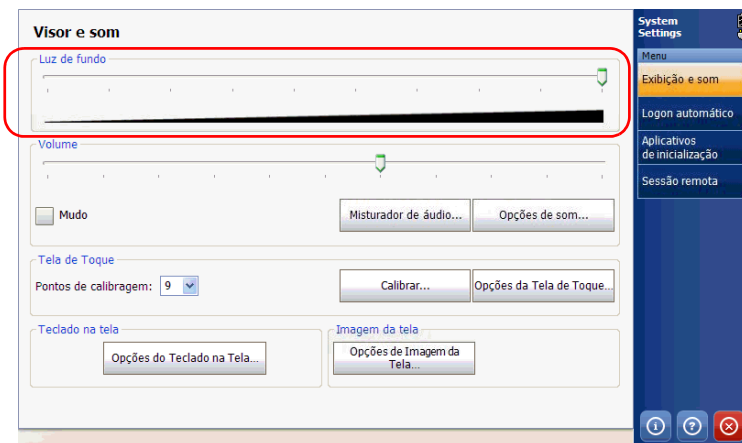 Visor e som
Luz de fundo
Volume
Mudo
Misturador de áudio...
Opções de som...
Tela de Toque
Pontos de calibragem:
9
Calibrar...
Opções da Tela de Toque...
Teclado na tela
Opções do Teclado na Tela...
Imagem da tela
Opções de Imagem da
Tela...
System
Settings
Menu
Exibição e som
Logon automático
Aplicativos
de inicialização
Sessão remota